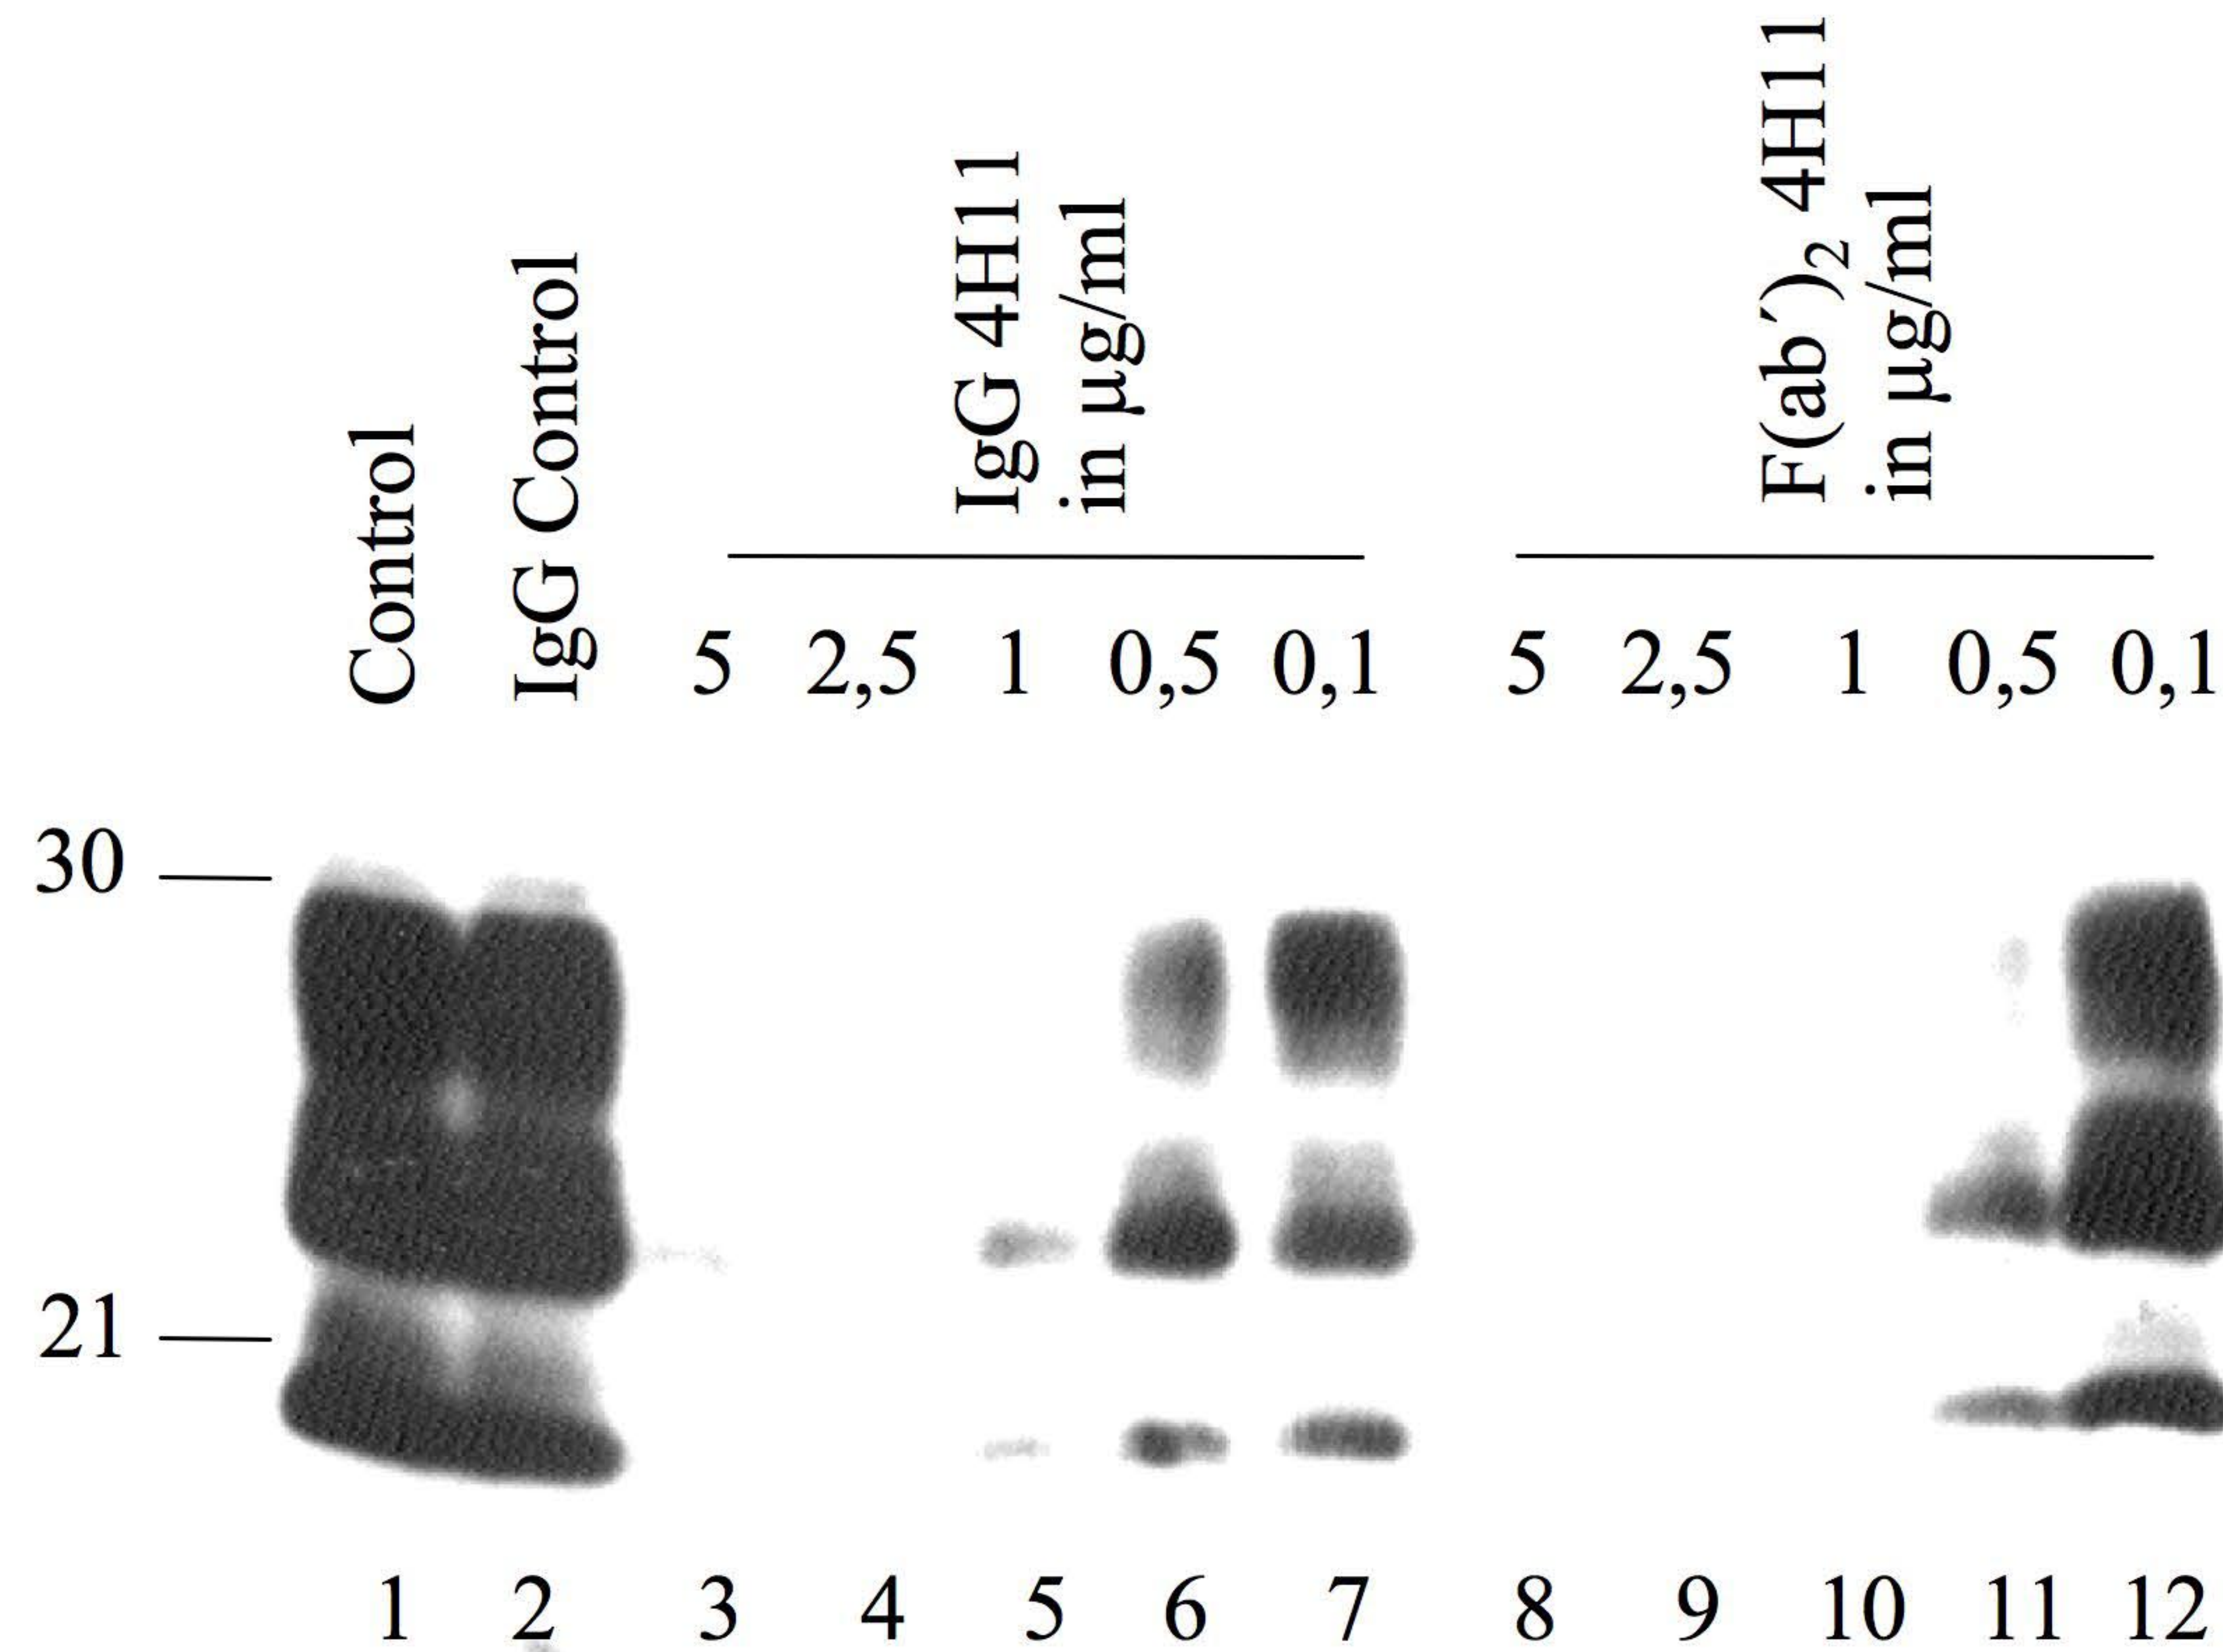 Control
IgG Control
IgG 4H11
in µg/ml
F(ab´)2 4H11
in µg/ml
5 2,5 1 0,5 0,1 5 2,5 1 0,5 0,1
30
21
1 2 3 4 5 6 7 8 9 10 11 12